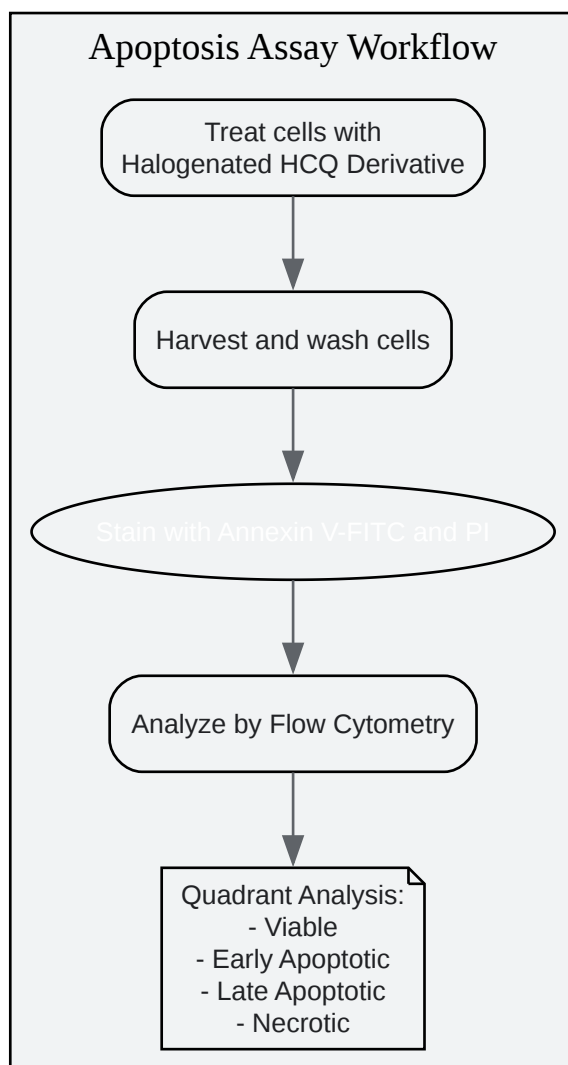 Apoptosis Assay Workflow
Treat cells with
Halogenated HCQ Derivative
Harvest and wash cells
Stain with Annexin V-FITC and PI
Analyze by Flow Cytometry
Quadrant Analysis:
- Viable
- Early Apoptotic
- Late Apoptotic
- Necrotic